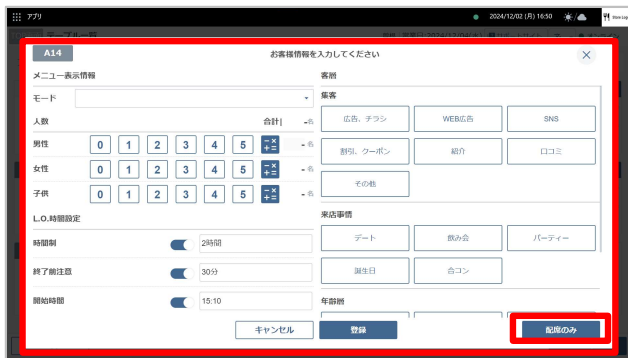 アプリ
2024/12/02 (月) 16:50
テーブル一覧
A14
お客様情報を入力してください
メニュー表示情報
モード
人数 合計 -名
男性 0 1 2 3 4 5 -名
女性 0 1 2 3 4 5 -名
子供 0 1 2 3 4 5 -名
L.O.時間設定
時間制 2時間
終了前注意 30分
開始時間 15:10
客層
集客
広告、チラシ WEB広告 SNS
割引、クーポン 紹介 口コミ
その他
来店事情
デート 飲み会 パーティー
誕生日 合コン
年齢層
キャンセル 登録 配席のみ